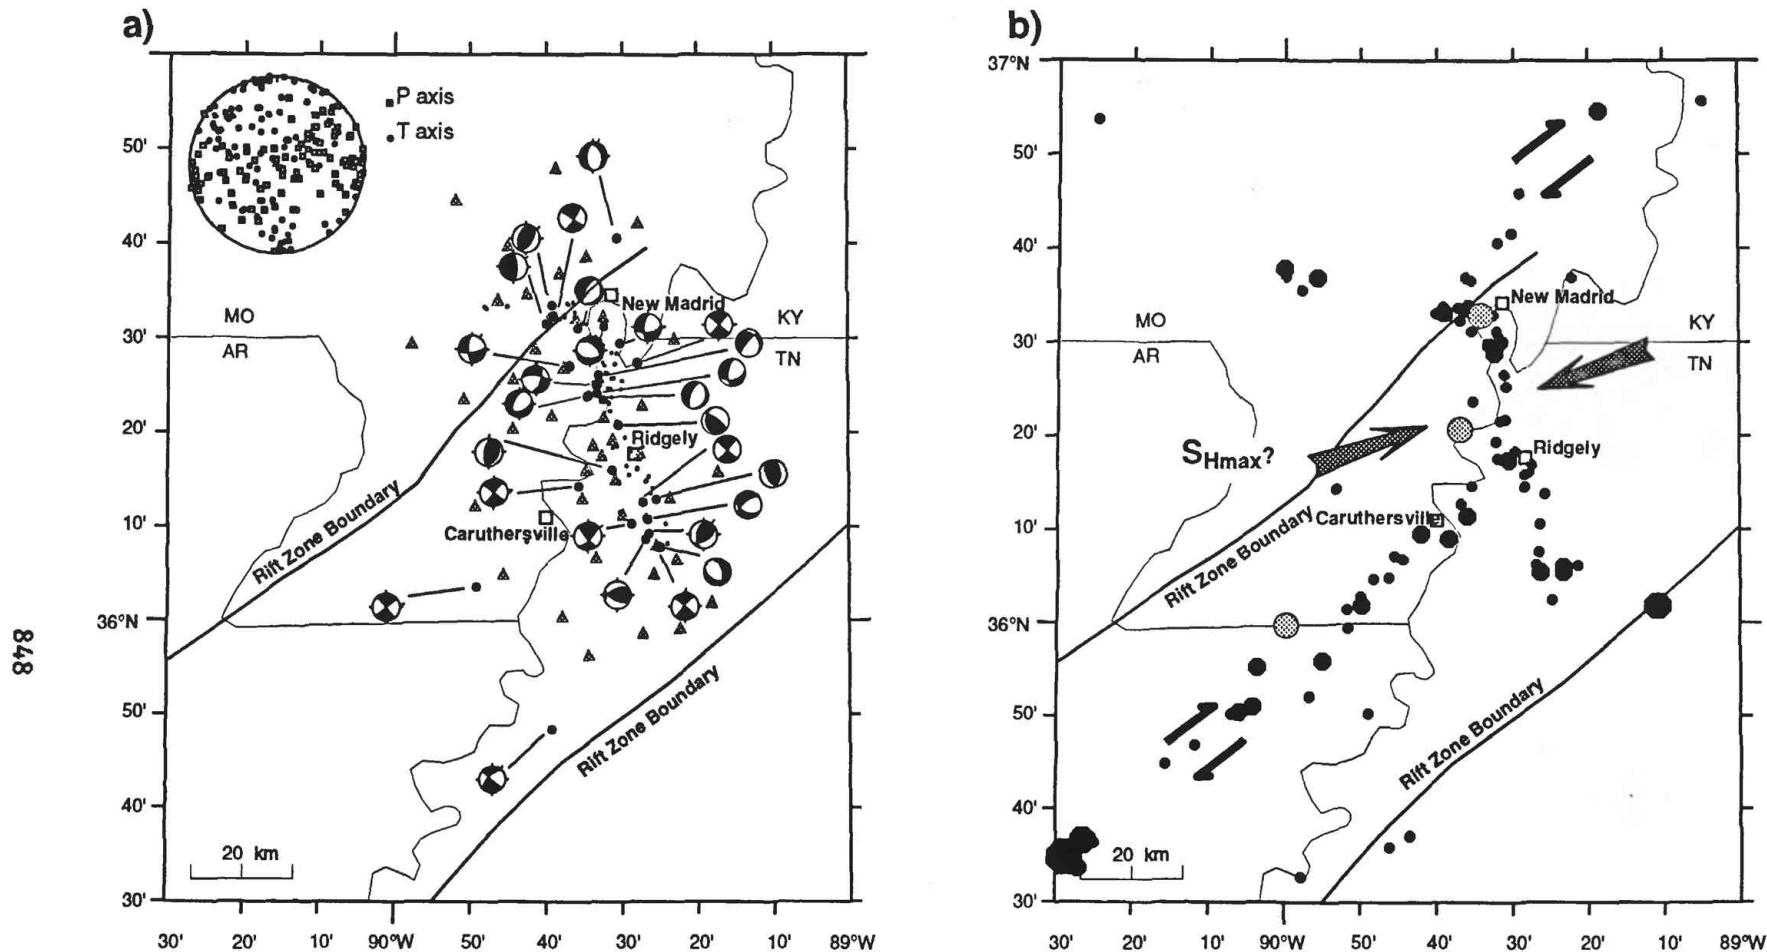 a)
P axis
T axis
50'
40'
MO
KY
30'
AR
TN
New Madrid
20'
Ridgely
10'
Caruthersville
Rift Zone Boundary
36°N
50'
Rift Zone Boundary
40'
20 km
30'
30'
20'
10'
90°W
50'
40'
30'
20'
10'
89°W
848
b)
37°N
50'
40'
New Madrid
MO
KY
30'
AR
TN
20'
SHmax?
Ridgely
10'
Caruthersville
Rift Zone Boundary
36°N
50'
Rift Zone Boundary
40'
20 km
30'
30'
20'
10'
90°W
50'
40'
30'
20'
10'
89°W